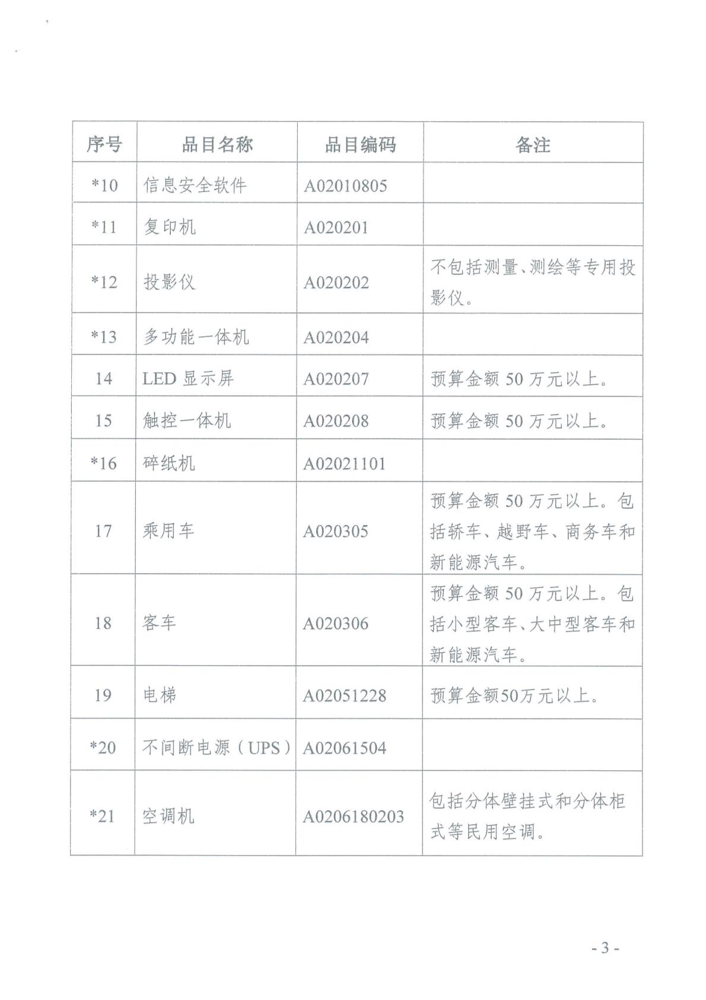 序号 品目名称 品目编码 备注
*10 信息安全软件 A02010805
*11 复印机 A020201
*12 投影仪 A020202 不包括测量、测绘等专用投
影仪。
*13 多功能一体机 A020204
14 LED 显示屏 A020207 预算金额 50 万元以上。
15 触控一体机 A020208 预算金额 50 万元以上。
*16 碎纸机 A02021101
17 乘用车 A020305 预算金额 50 万元以上。包
括轿车、越野车、商务车和
新能源汽车。
18 客车 A020306 预算金额 50 万元以上。包
括小型客车、大中型客车和
新能源汽车。
19 电梯 A02051228 预算金额50万元以上。
*20 不间断电源（UPS） A02061504
*21 空调机 A0206180203 包括分体壁挂式和分体柜
式等民用空调。
- 3 -